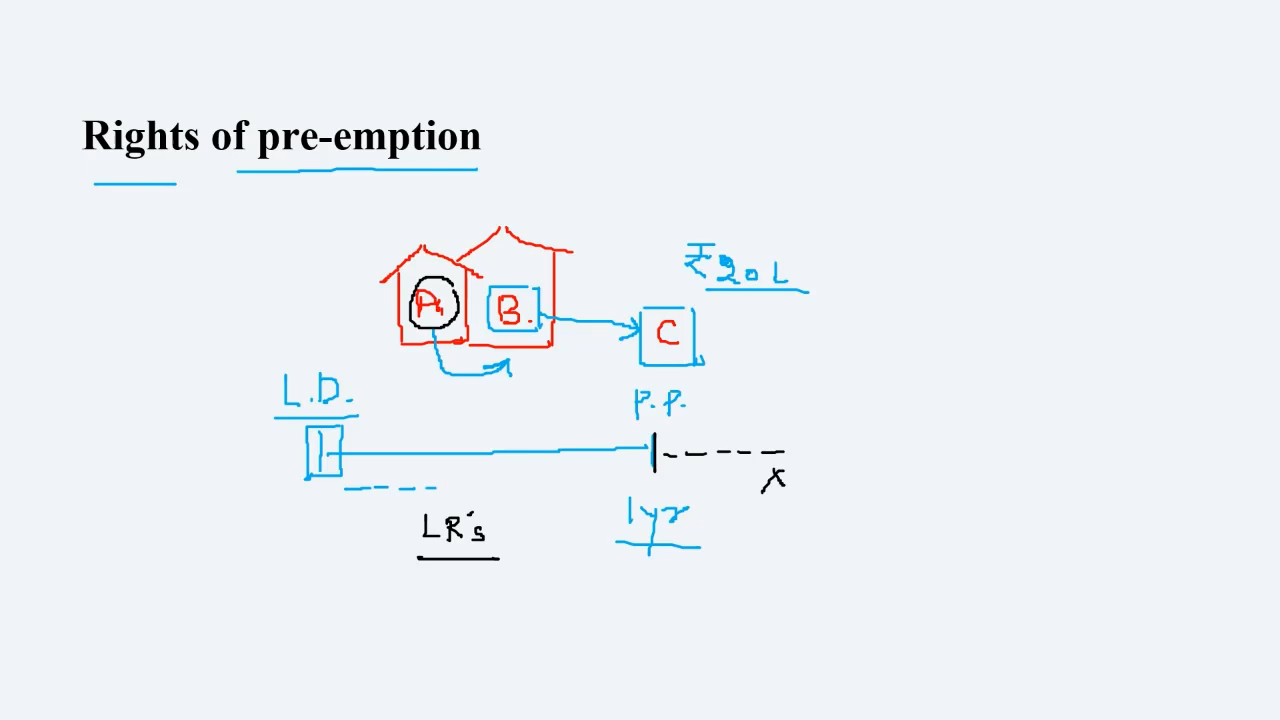 Rights of pre-emption
₹20L
A
B.
C
L.D.
P.P.
X
1yr
LR's